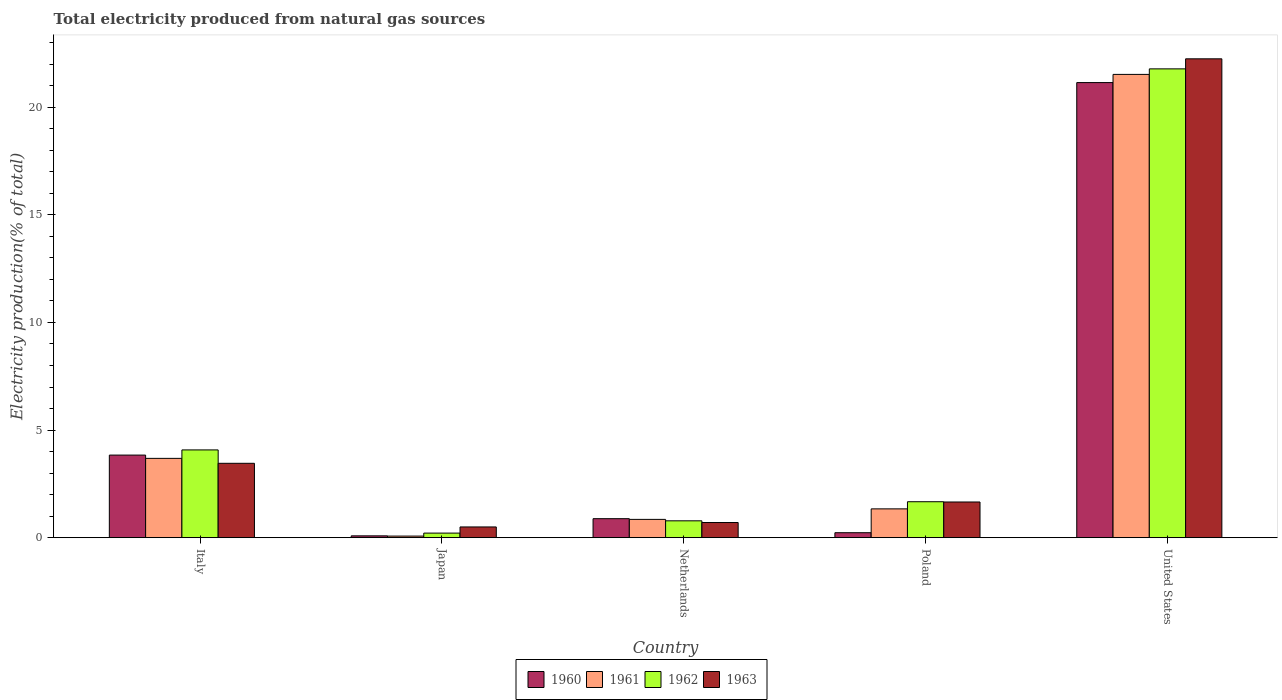 Total electricity produced from natural gas sources
Electricity production(% of total)
20
15
10
5
0
Italy
Japan
Netherlands
Poland
United States
Country
1960
1961
1962
1963